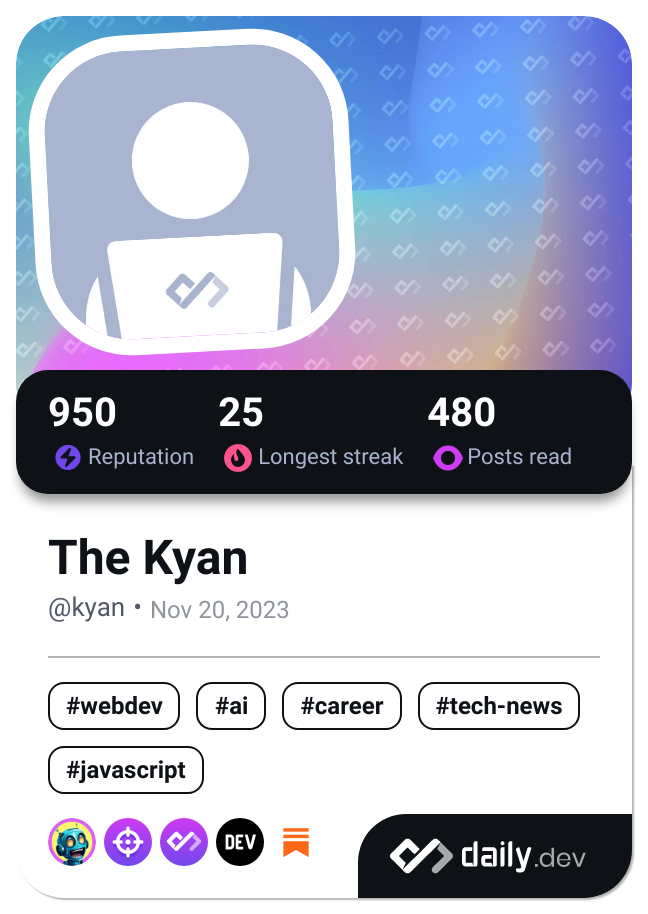 950 25 480
Reputation Longest streak Posts read
The Kyan
@kyan • Nov 20, 2023
#webdev #ai #career #tech-news
#javascript
DEV
daily.dev